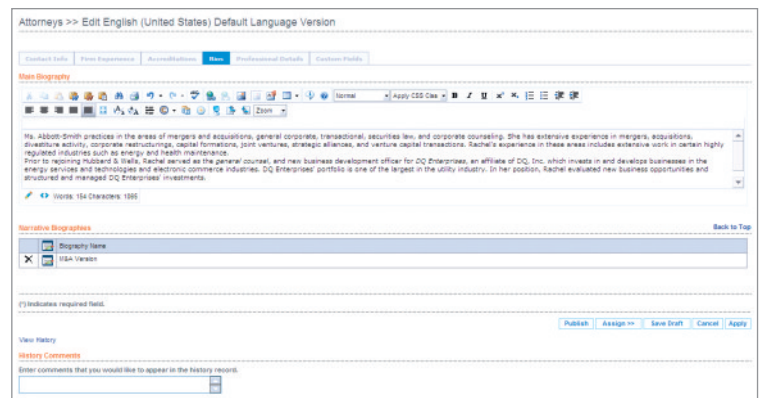 Attorneys >> Edit English (United States) Default Language Version
Contact Info Firm Experience Accreditations Bios Professional Details Custom Fields
Main Biography
Normal Apply CSS Clas B I U
Zoom
Ms. Abbott-Smith practices in the areas of mergers and acquisitions, general corporate, transactional, securities law, and corporate counseling. She has extensive experience in mergers, acquisitions,
divestiture activity, corporate restructurings, capital formations, joint ventures, strategic alliances, and venture capital transactions. Rachel's experience in these areas includes extensive work in certain highly
regulated industries such as energy and health maintenance.
Prior to rejoining Hubbard & Wells, Rachel served as the general counsel, and new business development officer for DQ Enterprises, an affiliate of DQ, Inc. which invests in and develops businesses in the
energy services and technologies and electronic commerce industries. DQ Enterprises' portfolio is one of the largest in the utility industry. In her position, Rachel evaluated new business opportunities and
structured and managed DQ Enterprises' investments.
Words: 154 Characters: 1095
Narrative Biographies Back to Top
Biography Name
M&A Version
(*) Indicates required field.
Publish Assign >> Save Draft Cancel Apply
View History
History Comments
Enter comments that you would like to appear in the history record.